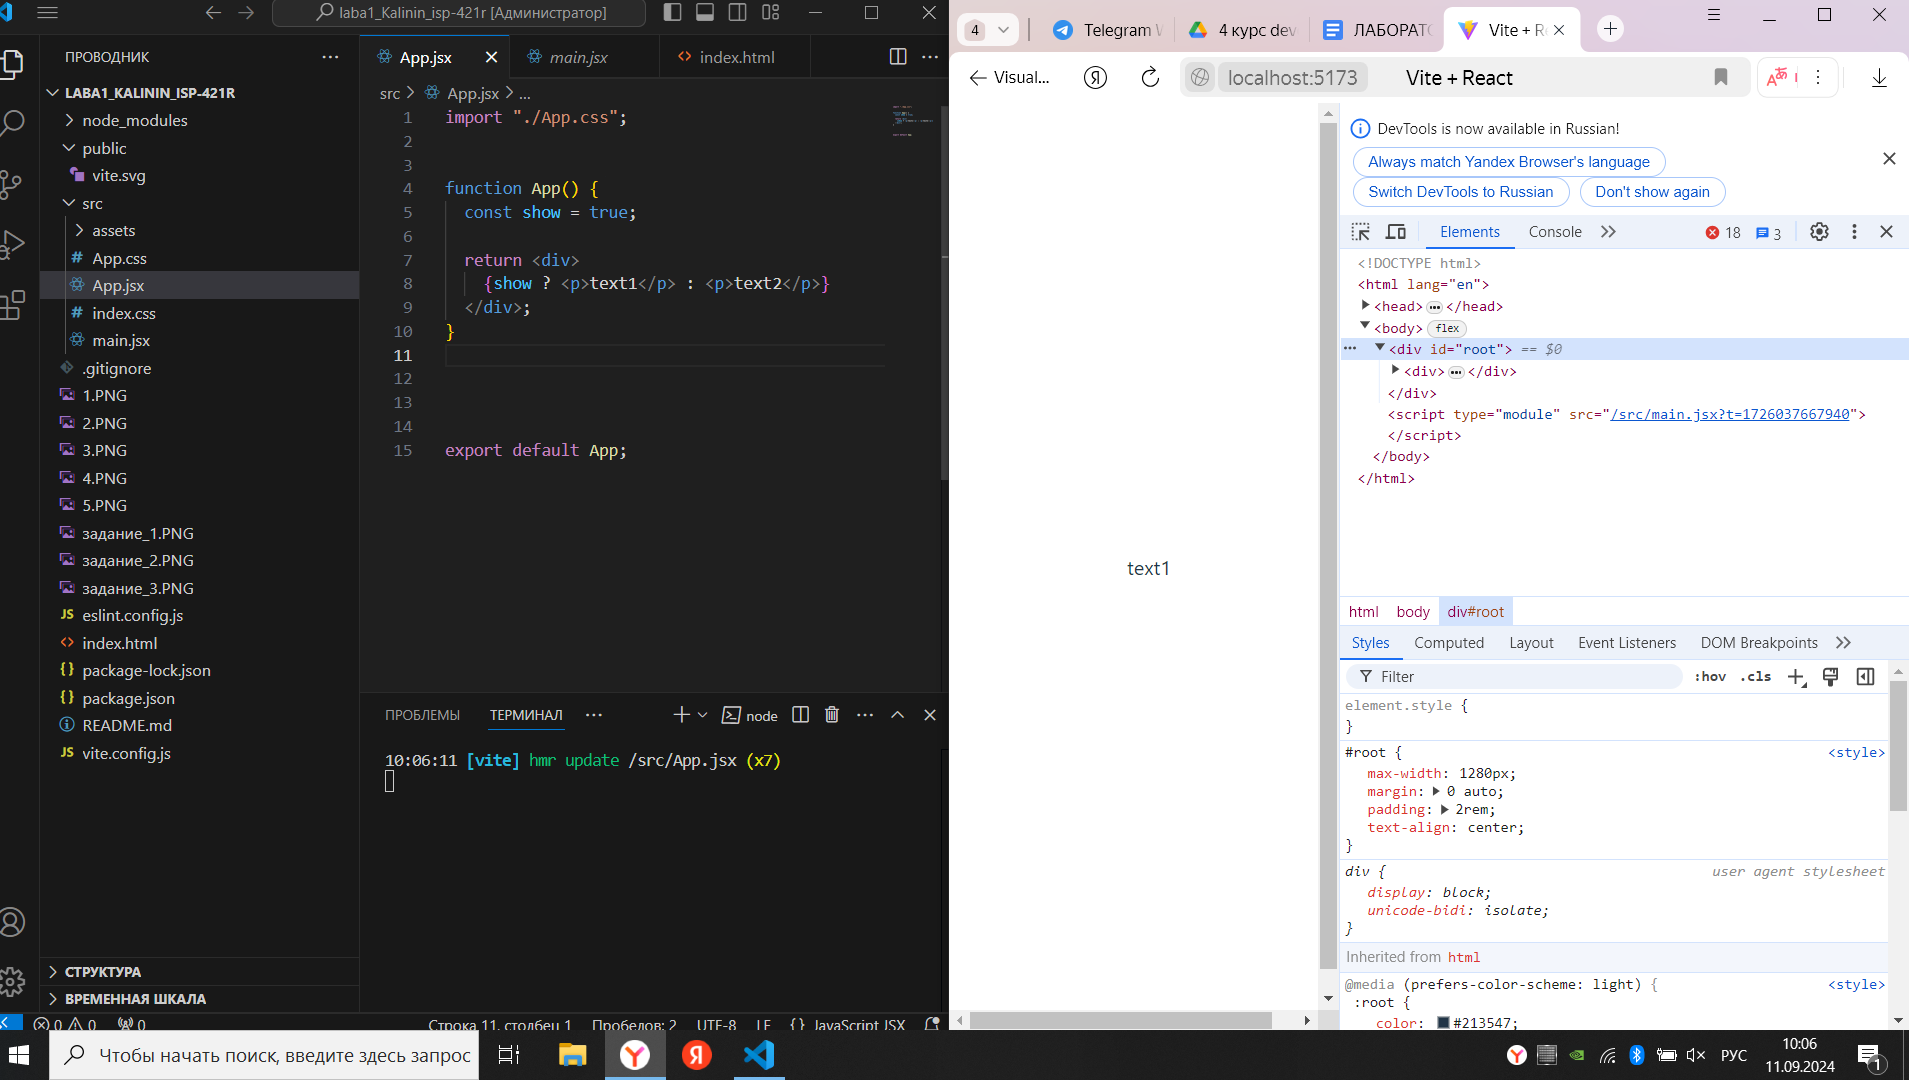 laba1_Kalinin_isp-421r [Администратор]
ПРОВОДНИК
LABA1_KALININ_ISP-421R
node_modules
public
vite.svg
src
assets
App.css
App.jsx
index.css
main.jsx
.gitignore
1.PNG
2.PNG
3.PNG
4.PNG
5.PNG
задание_1.PNG
задание_2.PNG
задание_3.PNG
eslint.config.js
index.html
package-lock.json
package.json
README.md
vite.config.js
СТРУКТУРА
ВРЕМЕННАЯ ШКАЛА
App.jsx
main.jsx
index.html
src > App.jsx > ...
1 import "./App.css";
2
3
4 function App() {
5 const show = true;
6
7 return <div>
8 {show ? <p>text1</p> : <p>text2</p>}
9 </div>;
10 }
11
12
13
14
15 export default App;
ПРОБЛЕМЫ
ТЕРМИНАЛ
node
10:06:11 [vite] hmr update /src/App.jsx (x7)
0 0 0
Строка 11, столбец 1 Пробелов: 2 UTF-8 LF {} JavaScript JSX
4
Telegram
4 курс dev
ЛАБОРАТО
Vite + Re
Visual...
localhost:5173
Vite + React
text1
DevTools is now available in Russian!
Always match Yandex Browser's language
Switch DevTools to Russian
Don't show again
Elements
Console
18
3
<!DOCTYPE html>
<html lang="en">
<head> ... </head>
<body> flex
<div id="root"> == $0
<div> ... </div>
</div>
<script type="module" src="/src/main.jsx?t=1726037667940">
</script>
</body>
</html>
html body div#root
Styles Computed Layout Event Listeners DOM Breakpoints
Filter
:hov .cls
element.style {
}
#root { <style>
max-width: 1280px;
margin: 0 auto;
padding: 2rem;
text-align: center;
}
div { user agent stylesheet
display: block;
unicode-bidi: isolate;
}
Inherited from html
@media (prefers-color-scheme: light) { <style>
:root {
color: #213547;
Чтобы начать поиск, введите здесь запрос
РУС
10:06
11.09.2024
1